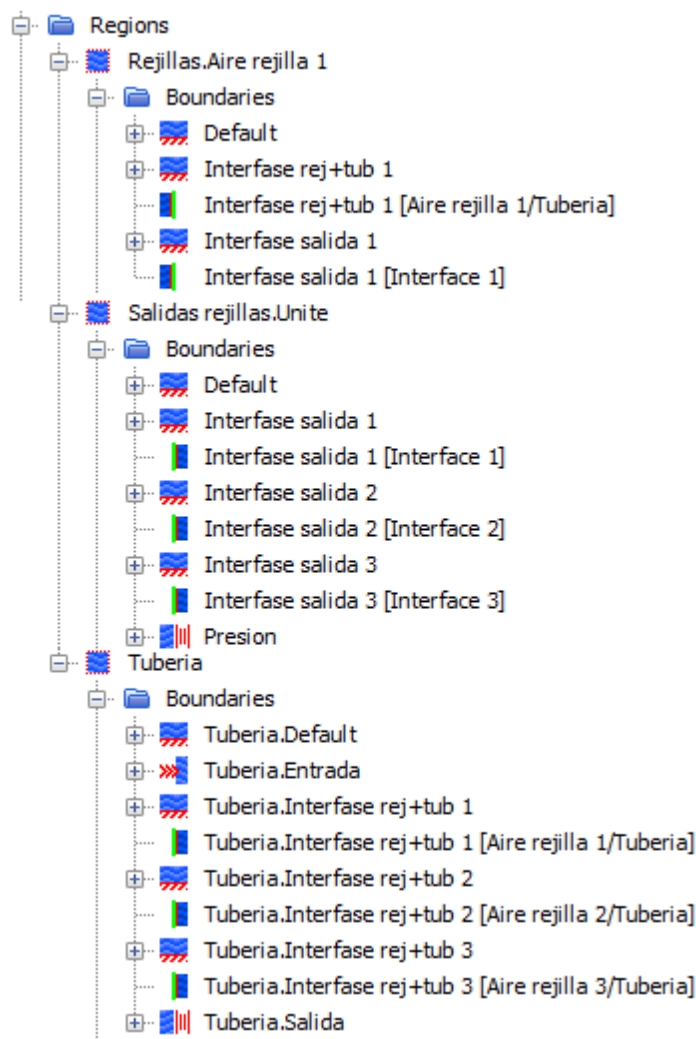 Regions
Rejillas.Aire rejilla 1
Boundaries
Default
Interfase rej+tub 1
Interfase rej+tub 1 [Aire rejilla 1/Tuberia]
Interfase salida 1
Interfase salida 1 [Interface 1]
Salidas rejillas.Unite
Boundaries
Default
Interfase salida 1
Interfase salida 1 [Interface 1]
Interfase salida 2
Interfase salida 2 [Interface 2]
Interfase salida 3
Interfase salida 3 [Interface 3]
Presion
Tuberia
Boundaries
Tuberia.Default
Tuberia.Entrada
Tuberia.Interfase rej+tub 1
Tuberia.Interfase rej+tub 1 [Aire rejilla 1/Tuberia]
Tuberia.Interfase rej+tub 2
Tuberia.Interfase rej+tub 2 [Aire rejilla 2/Tuberia]
Tuberia.Interfase rej+tub 3
Tuberia.Interfase rej+tub 3 [Aire rejilla 3/Tuberia]
Tuberia.Salida